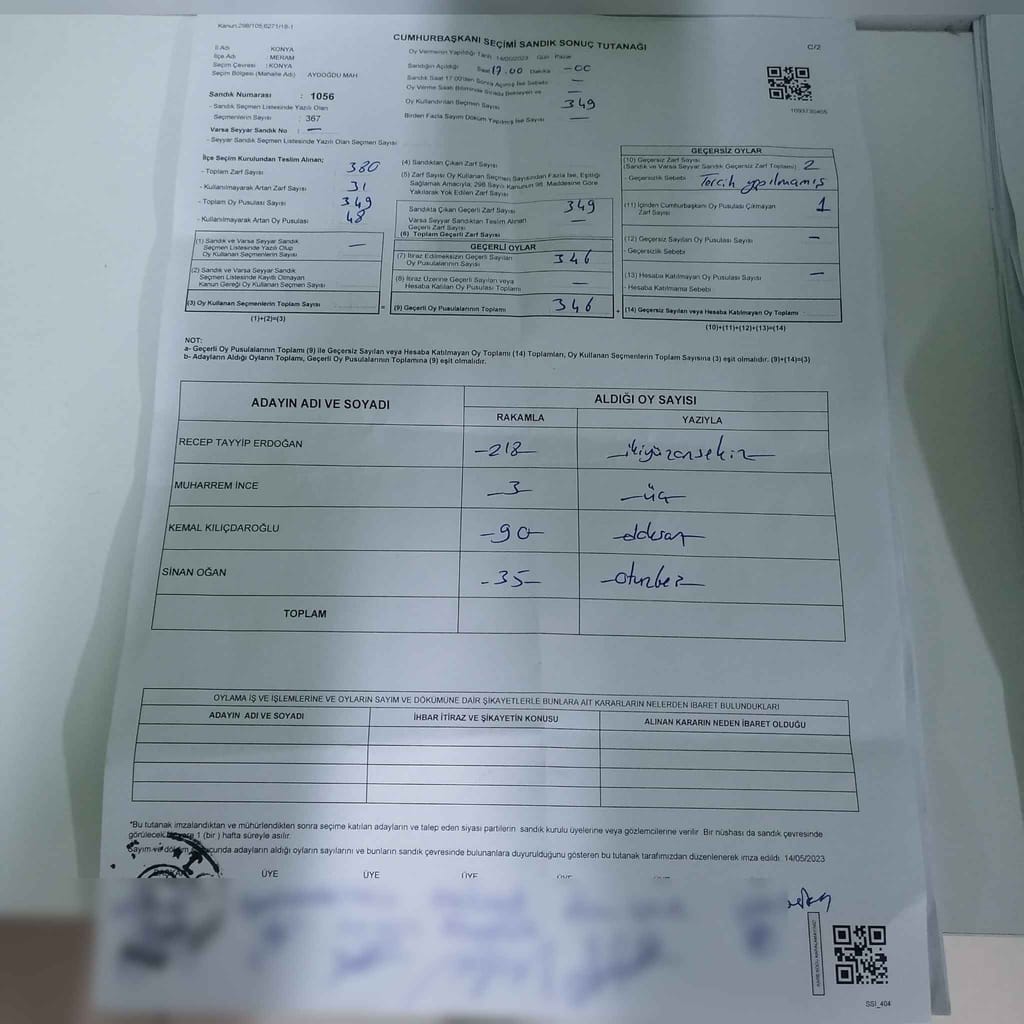 Kanun:298/105,6271/18-1
CUMHURBAŞKANI SEÇİMİ SANDIK SONUÇ TUTANAĞI
C/2
İl Adı : KONYA
İlçe Adı : MERAM
Seçim Çevresi : KONYA
Seçim Bölgesi (Mahalle Adı) AYDOĞDU MAH
Oy Vermenin Yapıldığı Tarih 14/05/2023 Gün : Pazar
Sandığın Açıldığı Saat 17.00 Dakika
Sandık Saat 17:00'den Sonra Açılmış İse Sebebi
Oy Verme Saati Bitiminde Sırada Bekleyen ve
Oy Kullandırılan Seçmen Sayısı 349
Birden Fazla Sayım Döküm Yapılmış İse Sayısı —
Sandık Numarası : 1056
- Sandık Seçmen Listesinde Yazılı Olan
Seçmenlerin Sayısı : 367
Varsa Seyyar Sandık No : —
- Seyyar Sandık Seçmen Listesinde Yazılı Olan Seçmen Sayısı
İlçe Seçim Kurulundan Teslim Alınan;
- Toplam Zarf Sayısı 380
- Kullanılmayarak Artan Zarf Sayısı 31
- Toplam Oy Pusulası Sayısı 349
- Kullanılmayarak Artan Oy Pusulası 48
(1) Sandık ve Varsa Seyyar Sandık
Seçmen Listesinde Yazılı Olup
Oy Kullanan Seçmenlerin Sayısı —
(2) Sandık ve Varsa Seyyar Sandık
Seçmen Listesinde Kayıtlı Olmayan
Kanun Gereği Oy Kullanan Seçmen Sayısı
(3) Oy Kullanan Seçmenlerin Toplam Sayısı
(1)+(2)=(3)
(4) Sandıktan Çıkan Zarf Sayısı
(5) Zarf Sayısı Oy Kullanan Seçmen Sayısından Fazla İse, Eşitliği
Sağlamak Amacıyla, 298 Sayılı Kanunun 98. Maddesine Göre
Yakılarak Yok Edilen Zarf Sayısı
Sandıkta Çıkan Geçerli Zarf Sayısı 349
Varsa Seyyar Sandıktan Teslim Alınan
Geçerli Zarf Sayısı —
(6) Toplam Geçerli Zarf Sayısı
GEÇERLİ OYLAR
(7) İtiraz Edilmeksizin Geçerli Sayılan
Oy Pusulalarının Sayısı 346
(8) İtiraz Üzerine Geçerli Sayılan veya
Hesaba Katılan Oy Pusulası Toplamı —
(9) Geçerli Oy Pusulalarının Toplamı 346
GEÇERSİZ OYLAR
(10) Geçersiz Zarf Sayısı
(Sandık ve Varsa Seyyar Sandık Geçersiz Zarf Toplamı) 2
- Geçersizlik Sebebi : Tercih yapılmamış
(11) İçinden Cumhurbaşkanı Oy Pusulası Çıkmayan
Zarf Sayısı 1
(12) Geçersiz Sayılan Oy Pusulası Sayısı —
- Geçersizlik Sebebi
(13) Hesaba Katılmayan Oy Pusulası Sayısı —
- Hesaba Katılmama Sebebi
(14) Geçersiz Sayılan veya Hesaba Katılmayan Oy Toplamı
(10)+(11)+(12)+(13)=(14)
NOT:
a- Geçerli Oy Pusulalarının Toplamı (9) ile Geçersiz Sayılan veya Hesaba Katılmayan Oy Toplamı (14) Toplamları, Oy Kullanan Seçmenlerin Toplam Sayısına (3) eşit olmalıdır. (9)+(14)=(3)
b- Adayların Aldığı Oyların Toplamı, Geçerli Oy Pusulalarının Toplamına (9) eşit olmalıdır.
ADAYIN ADI VE SOYADI ALDIĞI OY SAYISI
RAKAMLA YAZIYLA
RECEP TAYYİP ERDOĞAN —218— —ikiyüzonsekiz—
MUHARREM İNCE —3— —üç—
KEMAL KILIÇDAROĞLU —90— —doksan—
SİNAN OĞAN —35— —otuzbeş—
TOPLAM
OYLAMA İŞ VE İŞLEMLERİNE VE OYLARIN SAYIM VE DÖKÜMÜNE DAİR ŞİKAYETLERLE BUNLARA AİT KARARLARIN NELERDEN İBARET BULUNDUKLARI
ADAYIN ADI VE SOYADI İHBAR İTİRAZ VE ŞİKAYETİN KONUSU ALINAN KARARIN NEDEN İBARET OLDUĞU
*Bu tutanak imzalandıktan ve mühürlendikten sonra seçime katılan adayların ve talep eden siyasi partilerin sandık kurulu üyelerine veya gözlemcilerine verilir. Bir nüshası da sandık çevresinde
görülecek bir yere 1 (bir ) hafta süreyle asılır.
Sayım ve döküm sonucunda adayların aldığı oyların sayılarını ve bunların sandık çevresinde bulunanlara duyurulduğunu gösteren bu tutanak tarafımızdan düzenlenerek imza edildi. 14/05/2023
BAŞKAN ÜYE ÜYE ÜYE
SSI_404